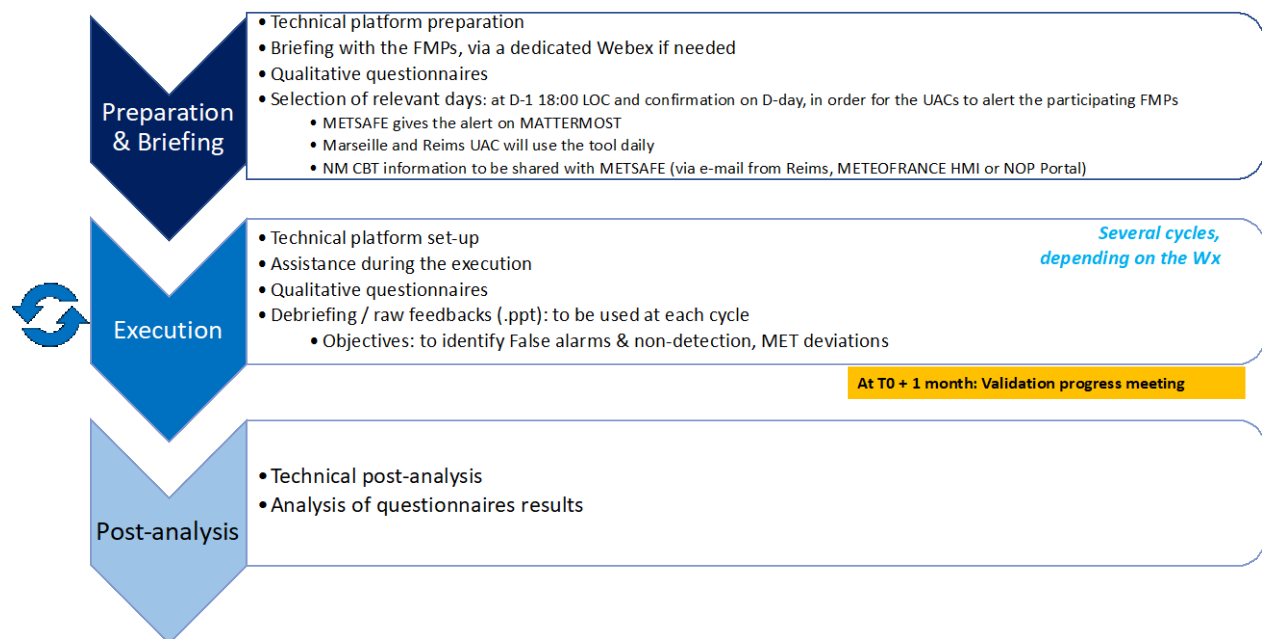 Preparation
& Briefing
• Technical platform preparation
• Briefing with the FMPs, via a dedicated Webex if needed
• Qualitative questionnaires
• Selection of relevant days: at D-1 18:00 LOC and confirmation on D-day, in order for the UACs to alert the participating FMPs
• METSAFE gives the alert on MATTERMOST
• Marseille and Reims UAC will use the tool daily
• NM CBT information to be shared with METSAFE (via e-mail from Reims, METEOFRANCE HMI or NOP Portal)
Execution
• Technical platform set-up
• Assistance during the execution
• Qualitative questionnaires
• Debriefing / raw feedbacks (.ppt): to be used at each cycle
• Objectives: to identify False alarms & non-detection, MET deviations
Several cycles,
depending on the Wx
At T0 + 1 month: Validation progress meeting
Post-analysis
• Technical post-analysis
• Analysis of questionnaires results